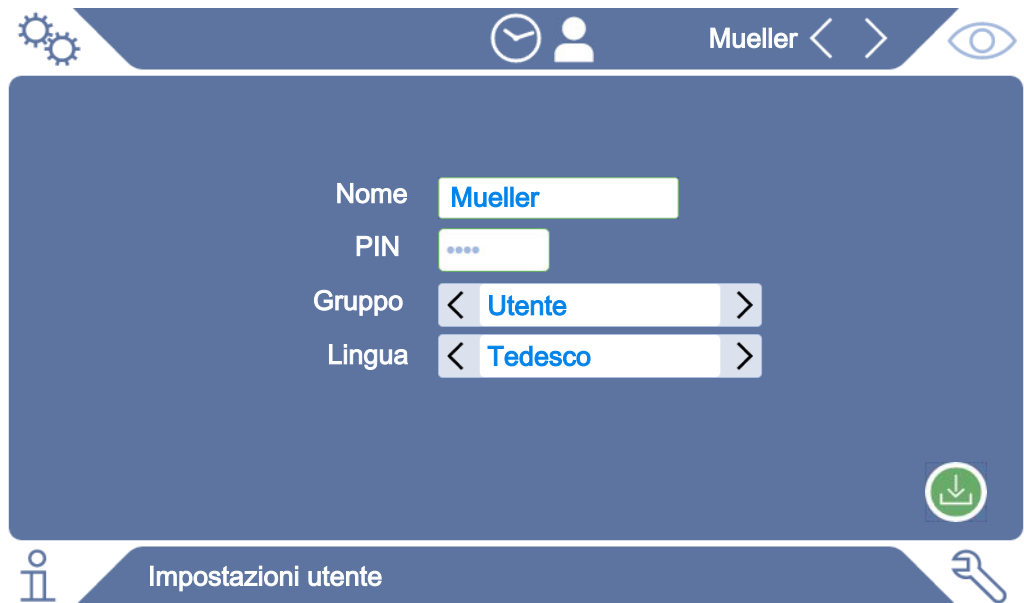 Mueller
Nome Mueller
PIN ••••
Gruppo Utente
Lingua Tedesco
Impostazioni utente